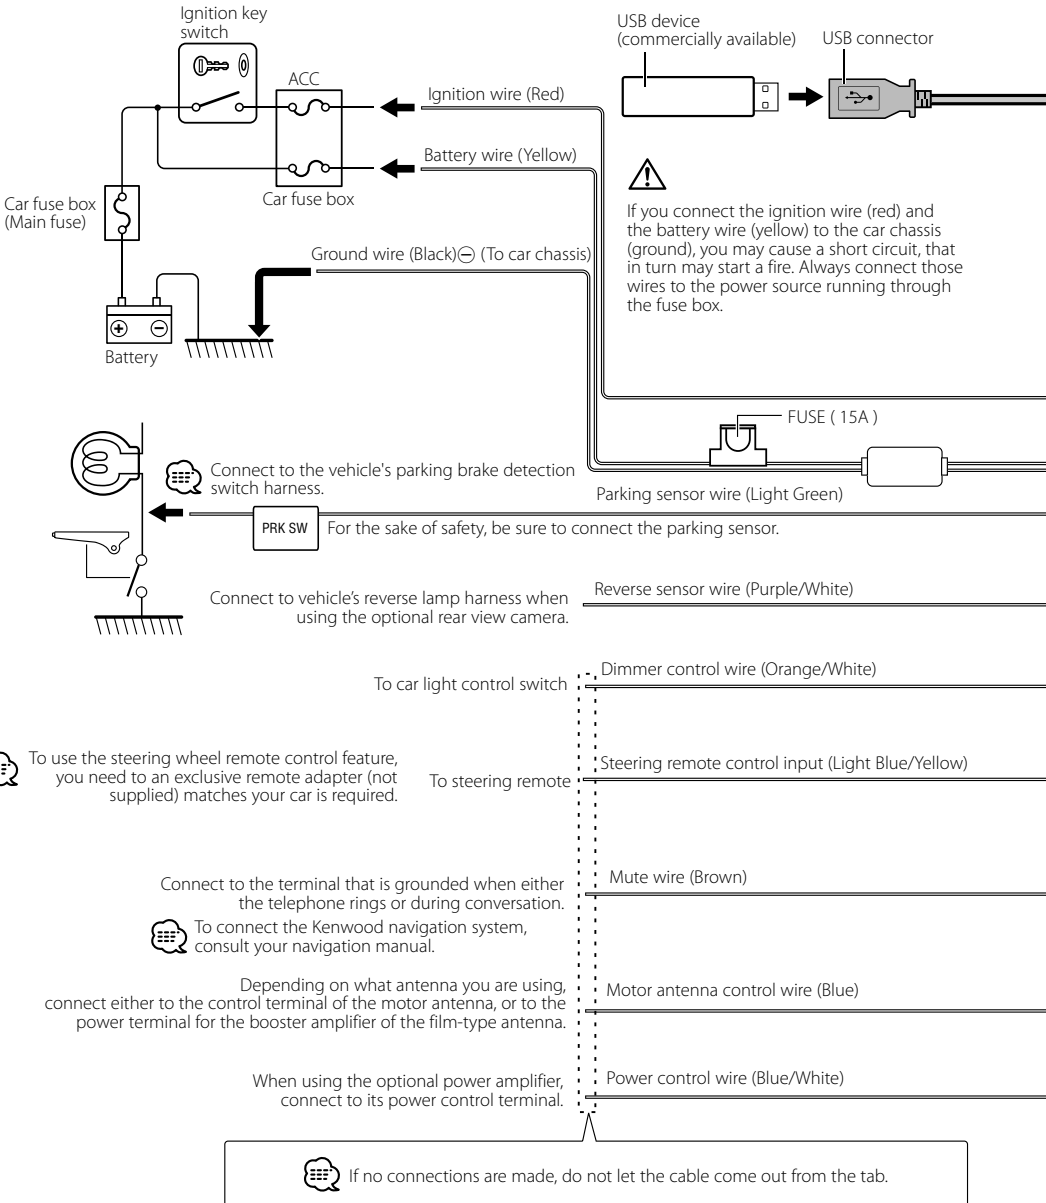 Ignition key
switch
ACC
Ignition wire (Red)
Battery wire (Yellow)
Car fuse box
(Main fuse)
Car fuse box
Ground wire (Black)⊖ (To car chassis)
+
−
Battery
USB device
(commercially available)
USB connector
If you connect the ignition wire (red) and
the battery wire (yellow) to the car chassis
(ground), you may cause a short circuit, that
in turn may start a fire. Always connect those
wires to the power source running through
the fuse box.
FUSE ( 15A )
Connect to the vehicle's parking brake detection
switch harness.
Parking sensor wire (Light Green)
PRK SW
For the sake of safety, be sure to connect the parking sensor.
Connect to vehicle’s reverse lamp harness when
using the optional rear view camera.
Reverse sensor wire (Purple/White)
To car light control switch
Dimmer control wire (Orange/White)
To use the steering wheel remote control feature,
you need to an exclusive remote adapter (not
supplied) matches your car is required.
To steering remote
Steering remote control input (Light Blue/Yellow)
Connect to the terminal that is grounded when either
the telephone rings or during conversation.
Mute wire (Brown)
To connect the Kenwood navigation system,
consult your navigation manual.
Depending on what antenna you are using,
connect either to the control terminal of the motor antenna, or to the
power terminal for the booster amplifier of the film-type antenna.
Motor antenna control wire (Blue)
When using the optional power amplifier,
connect to its power control terminal.
Power control wire (Blue/White)
If no connections are made, do not let the cable come out from the tab.